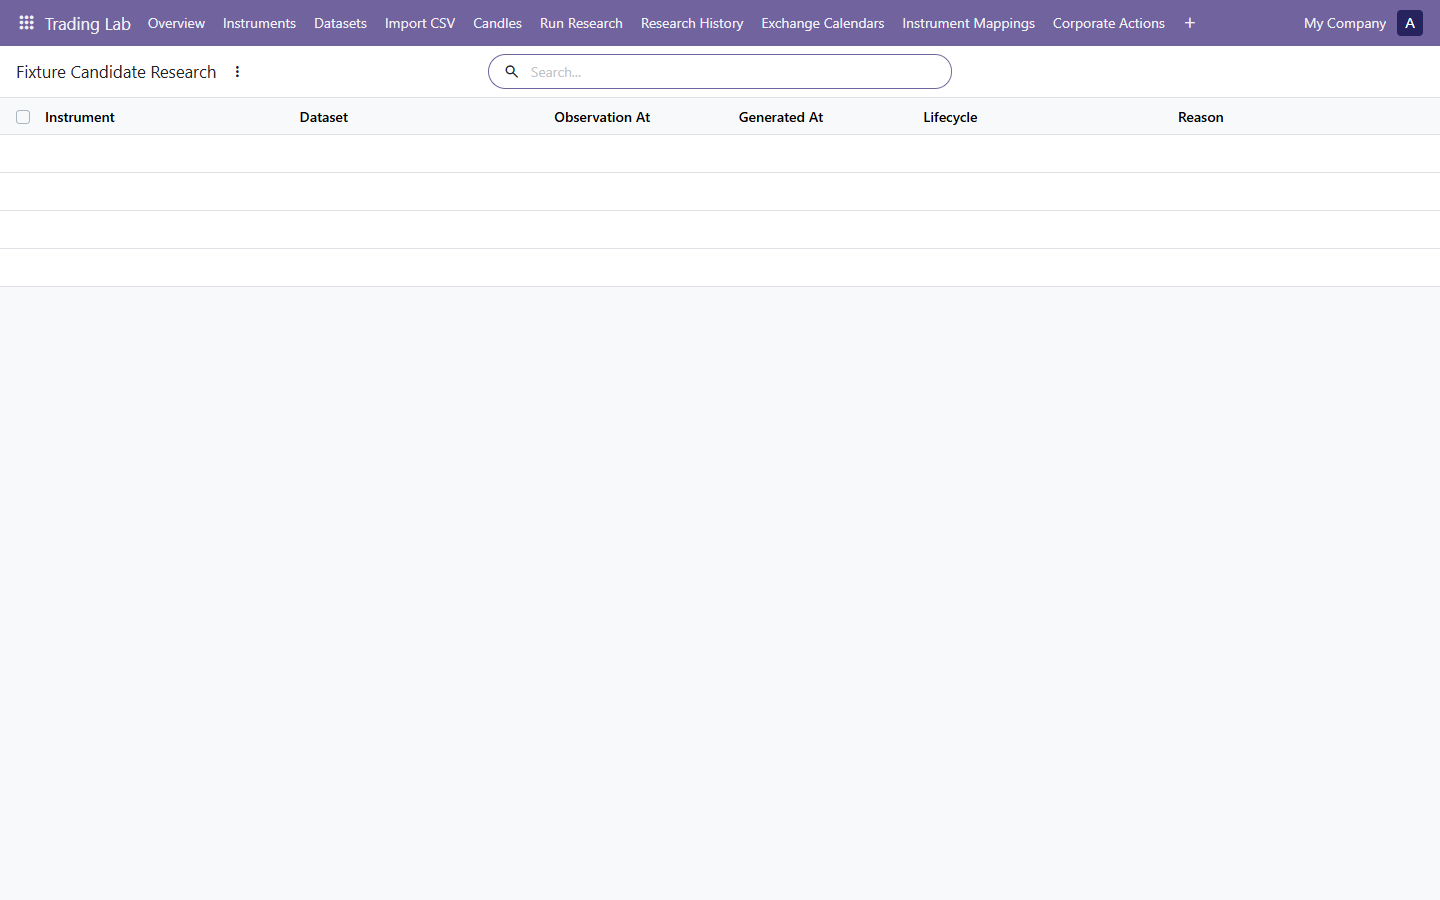 Trading Lab Overview Instruments Datasets Import CSV Candles Run Research Research History Exchange Calendars Instrument Mappings Corporate Actions + My Company A
Fixture Candidate Research Search...
Instrument Dataset Observation At Generated At Lifecycle Reason